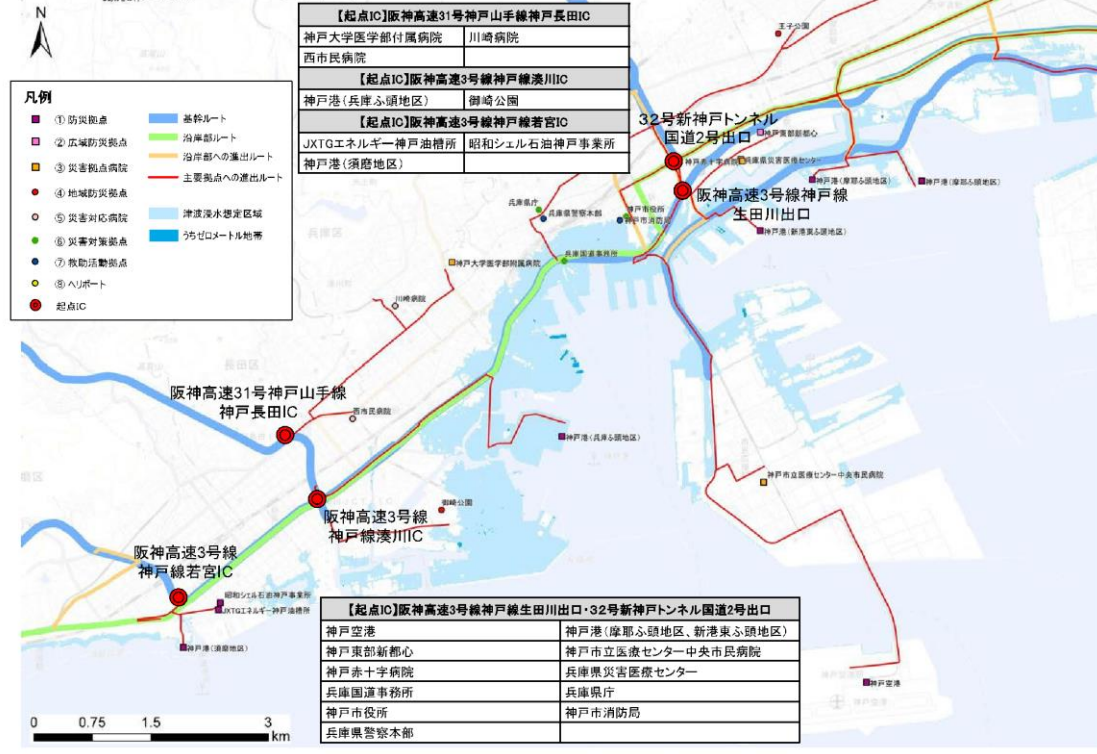 N
【起点IC】阪神高速31号神戸山手線神戸長田IC
神戸大学医学部付属病院 川崎病院
西市民病院
【起点IC】阪神高速3号線神戸線湊川IC
神戸港(兵庫ふ頭地区) 御崎公園
【起点IC】阪神高速3号線神戸線若宮IC
JXTGエネルギー神戸油槽所 昭和シェル石油神戸事業所
神戸港(須磨地区)
凡例
① 防災拠点
② 広域防災拠点
③ 災害拠点病院
④ 地域防災拠点
⑤ 災害対応病院
⑥ 災害対策拠点
⑦ 救助活動拠点
⑧ ヘリポート
起点IC
基幹ルート
沿岸部ルート
沿岸部への進出ルート
主要拠点への進出ルート
津波浸水想定区域
うちゼロメートル地帯
王子公園
32号新神戸トンネル
国道2号出口
神戸東部新都心
神戸赤十字病院
兵庫県災害医療センター
神戸港(摩耶ふ頭地区)
神戸港(摩耶ふ頭地区)
阪神高速3号線神戸線
生田川出口
神戸港(新港東ふ頭地区)
兵庫県庁
兵庫県警察本部
神戸市役所
神戸市消防局
兵庫区
兵庫国道事務所
神戸大学医学部附属病院
川崎病院
長田区
阪神高速31号神戸山手線
神戸長田IC
西市民病院
神戸港(兵庫ふ頭地区)
神戸市立医療センター中央市民病院
御崎公園
阪神高速3号線
神戸線湊川IC
阪神高速3号線
神戸線若宮IC
昭和シェル石油神戸事業所
JXTGエネルギー神戸油槽所
神戸港(須磨地区)
神戸空港
神戸空港
【起点IC】阪神高速3号線神戸線生田川出口・32号新神戸トンネル国道2号出口
神戸空港 神戸港(摩耶ふ頭地区、新港東ふ頭地区)
神戸東部新都心 神戸市立医療センター中央市民病院
神戸赤十字病院 兵庫県災害医療センター
兵庫国道事務所 兵庫県庁
神戸市役所 神戸市消防局
兵庫県警察本部
0 0.75 1.5 3
km